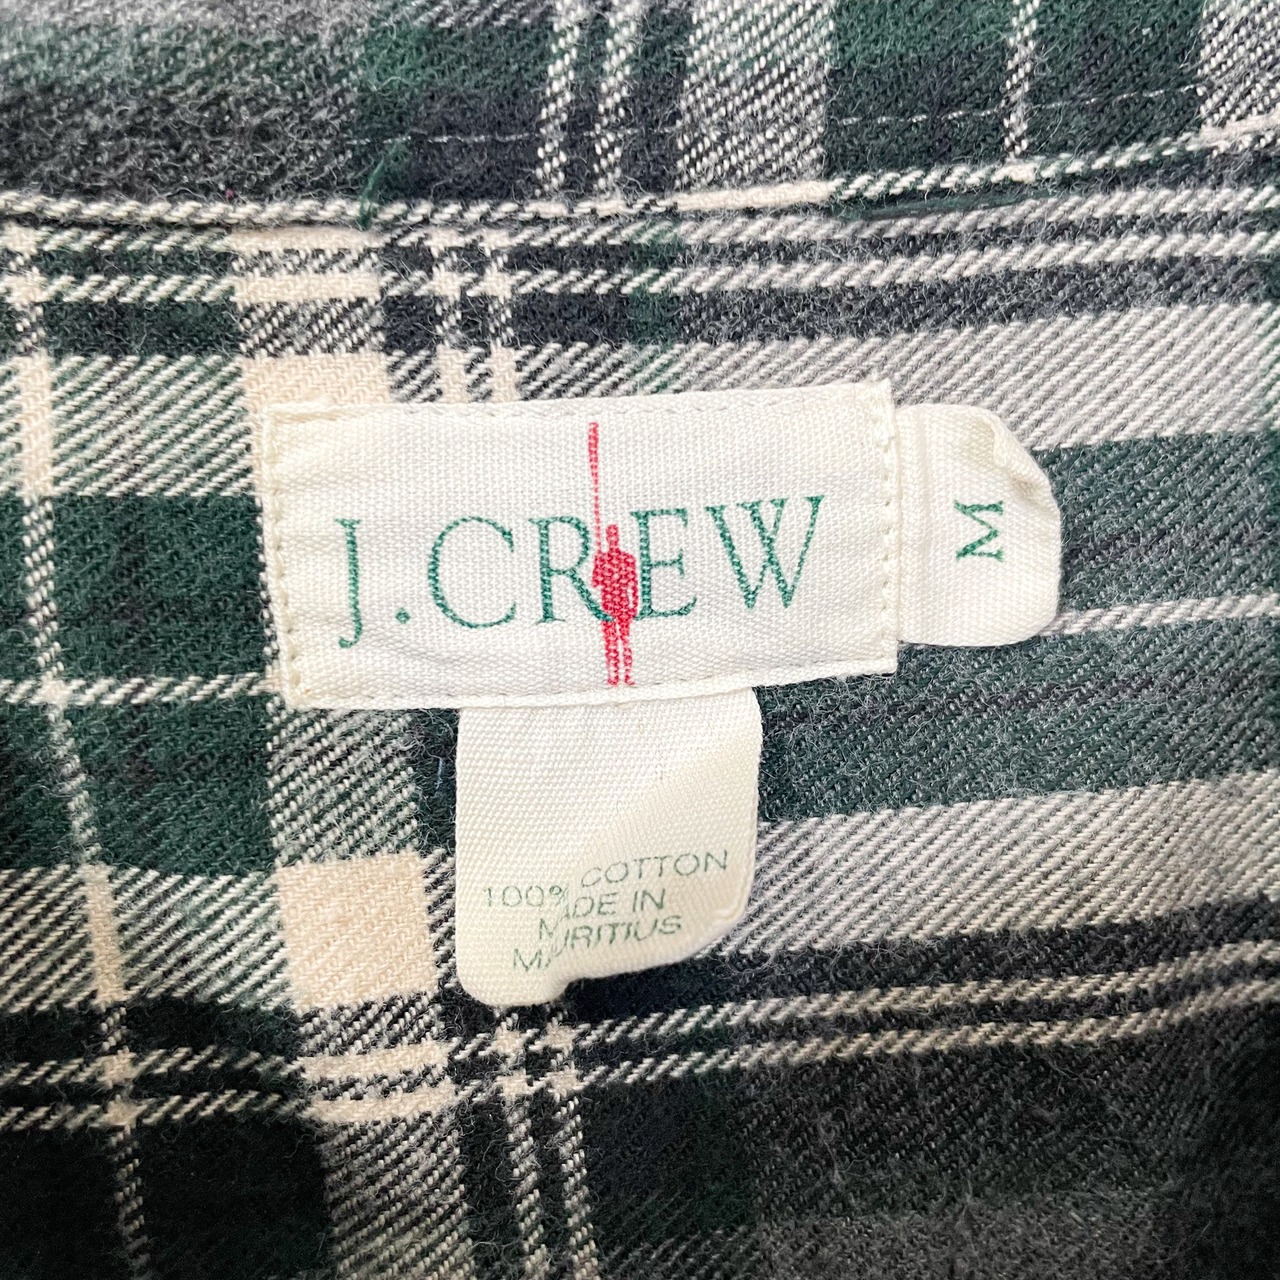 J.CREW
M
100% COTTON
MADE IN
MAURITIUS